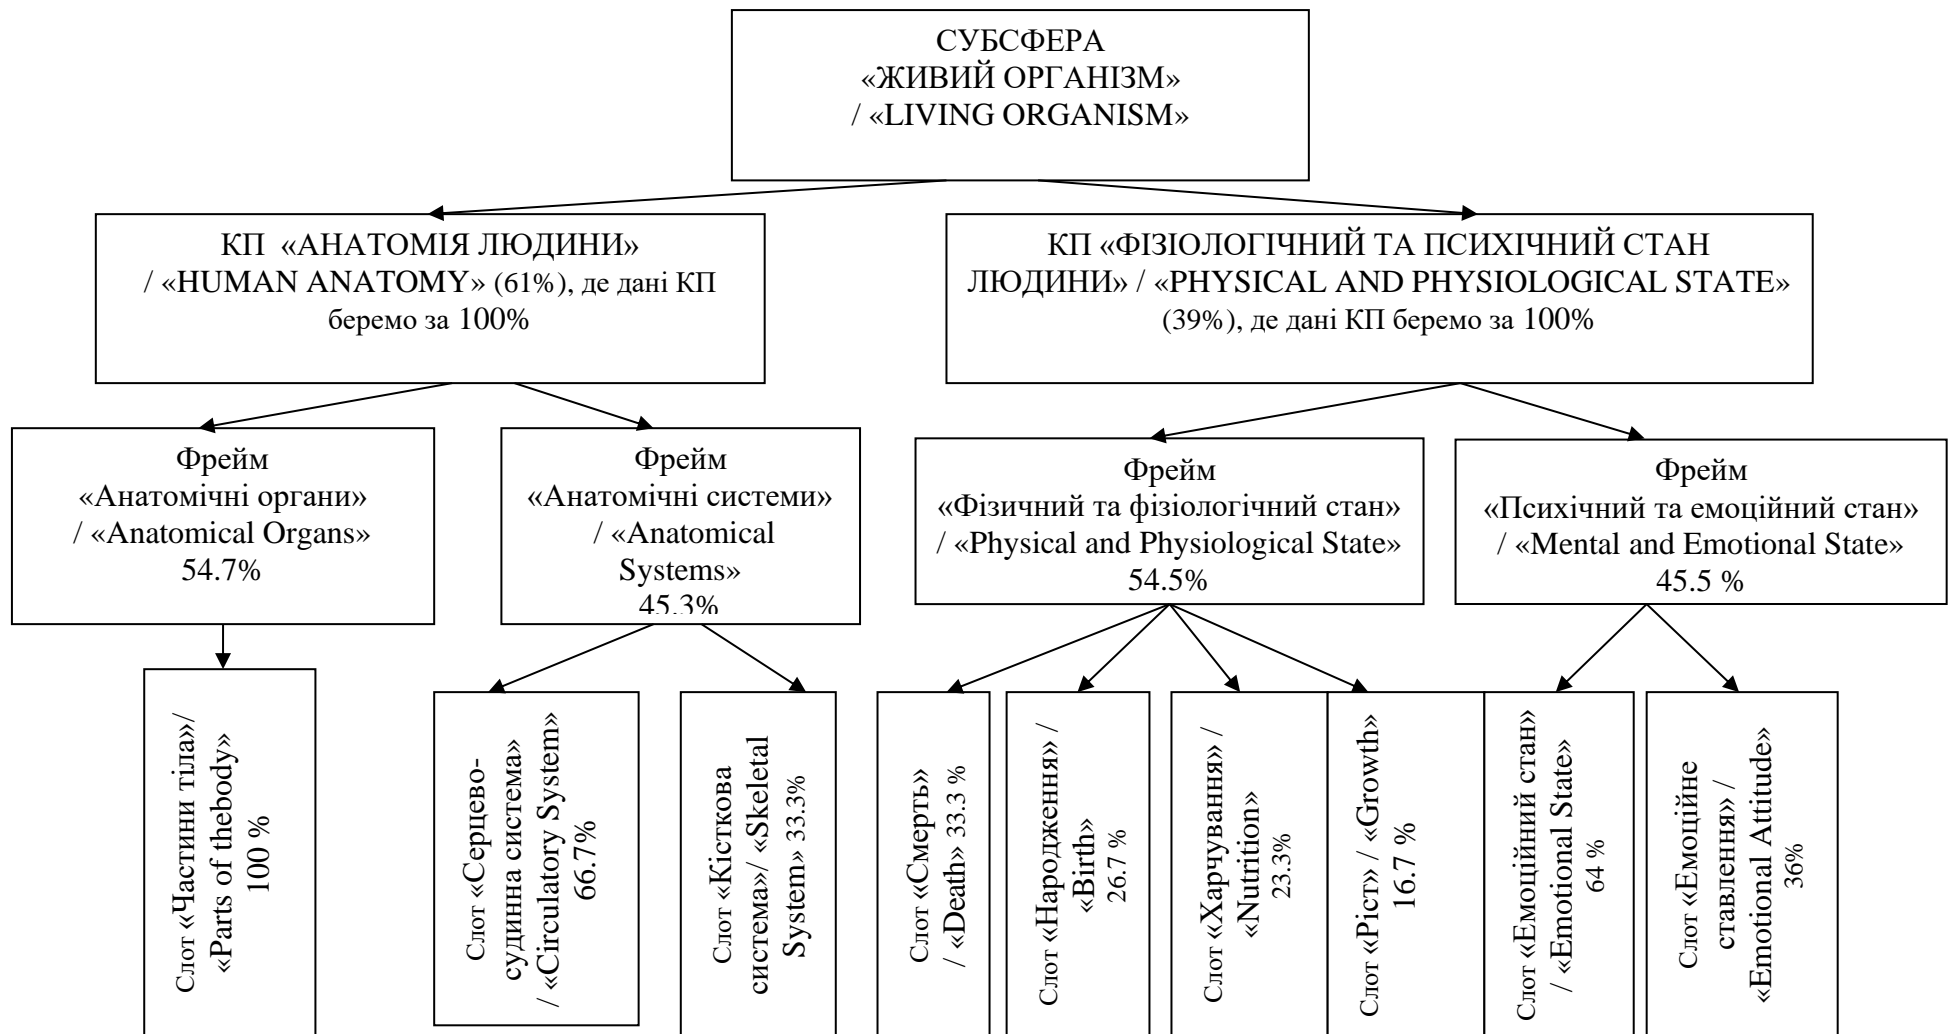 СУБСФЕРА
«ЖИВИЙ ОРГАНІЗМ»
/ «LIVING ORGANISM»
КП «АНАТОМІЯ ЛЮДИНИ»
/ «HUMAN ANATOMY» (61%), де дані КП
беремо за 100%
КП «ФІЗІОЛОГІЧНИЙ ТА ПСИХІЧНИЙ СТАН
ЛЮДИНИ» / «PHYSICAL AND PHYSIOLOGICAL STATE»
(39%), де дані КП беремо за 100%
Фрейм
«Анатомічні органи»
/ «Anatomical Organs»
54.7%
Фрейм
«Анатомічні системи»
/ «Anatomical
Systems»
45.3%
Фрейм
«Фізичний та фізіологічний стан»
/ «Physical and Physiological State»
54.5%
Фрейм
«Психічний та емоційний стан»
/ «Mental and Emotional State»
45.5 %
Слот «Частини тіла»/
«Parts of thebody»
100 %
Слот «Серцево-
судинна система»
/ «Circulatory System»
66.7%
Слот «Кісткова
система»/ «Skeletal
System» 33.3%
Слот «Смерть»
/ «Death» 33.3 %
Слот «Народження» /
«Birth»
26.7 %
Слот «Харчування» /
«Nutrition»
23.3%
Слот «Ріст» / «Growth»
16.7 %
Слот «Емоційний стан»
/ «Emotional State»
64 %
Слот «Емоційне
ставлення» /
«Emotional Attitude»
36%